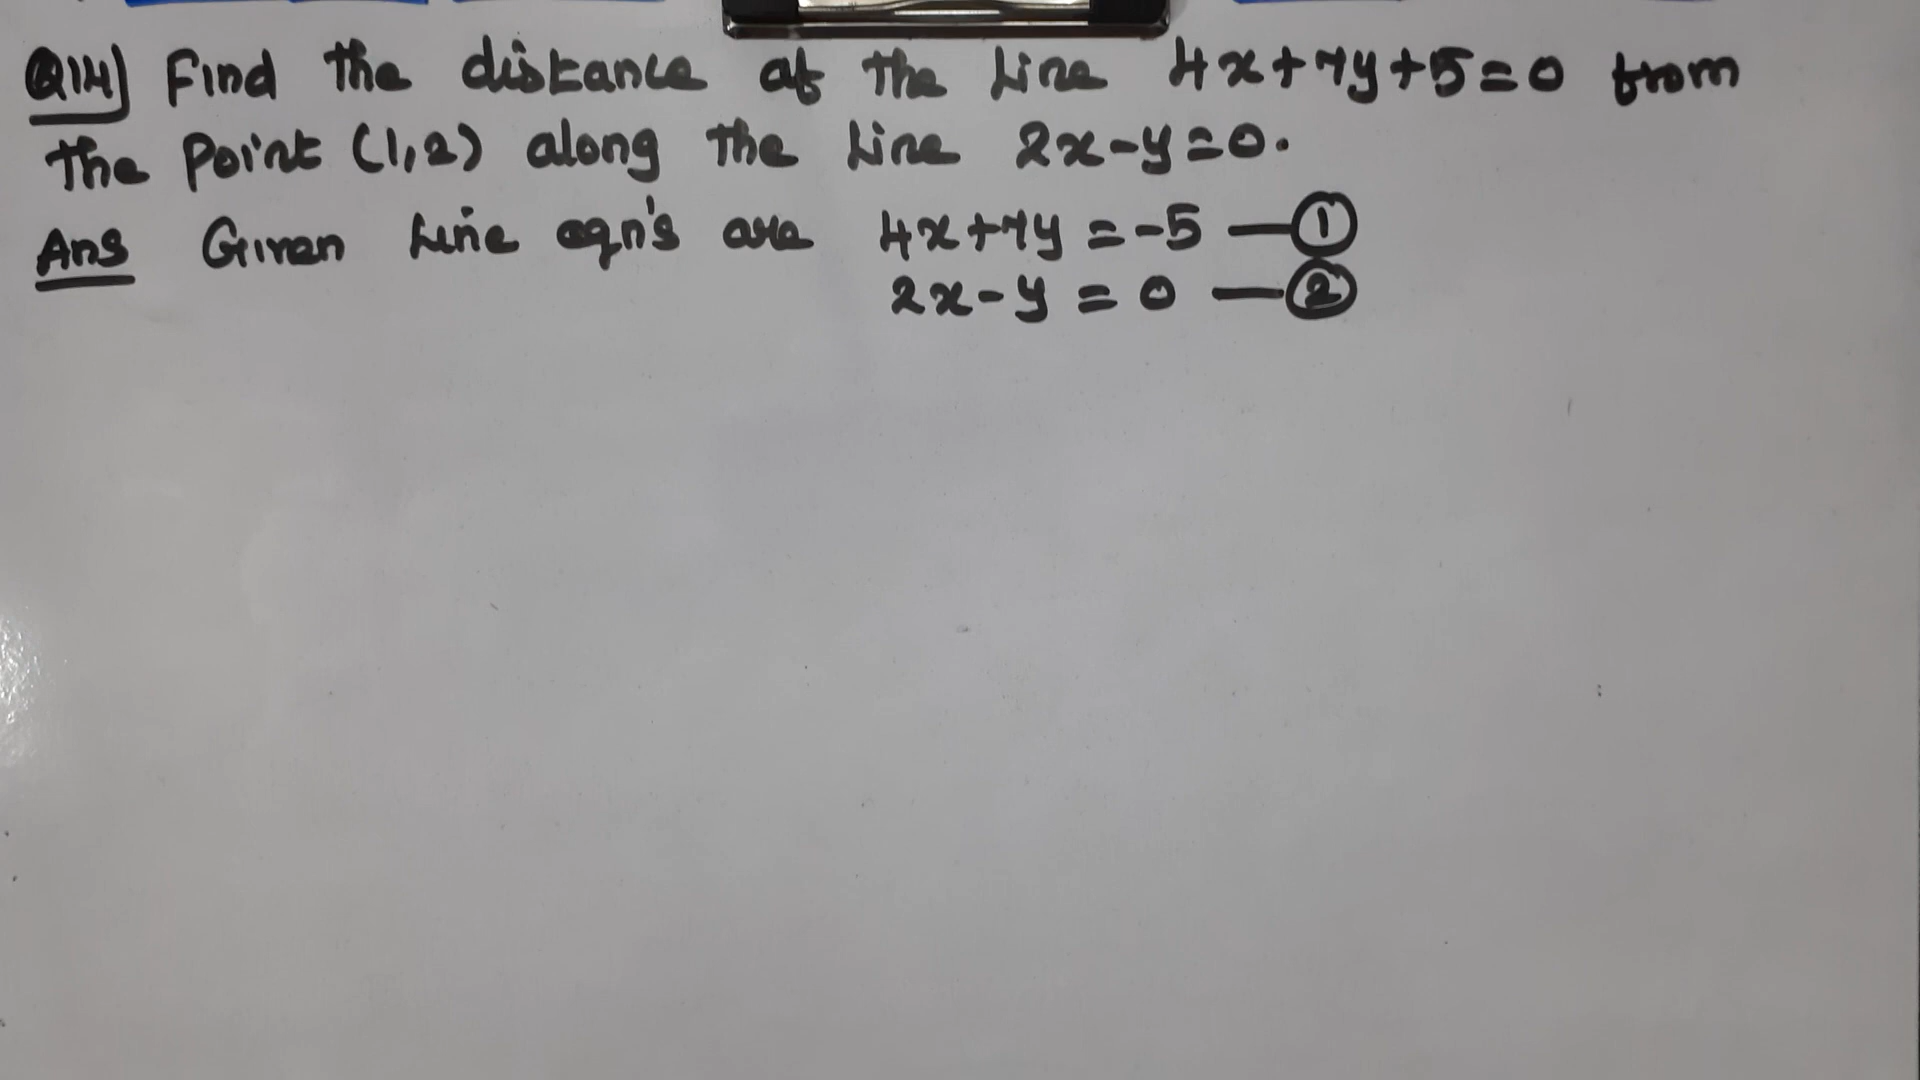 Q14) Find the distance of the Line 4x+7y+5=0 from
the Point (1,2) along the Line 2x-y=0.
Ans Given Line eqn's are 4x+7y=-5 —①
2x-y=0 —②